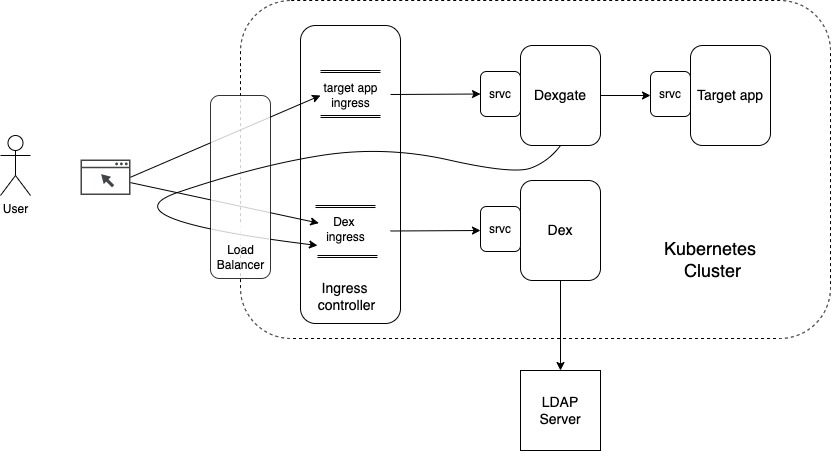 User
Load
Balancer
target app
ingress
Dex
ingress
Ingress
controller
srvc
Dexgate
srvc
Target app
srvc
Dex
Kubernetes
Cluster
LDAP
Server